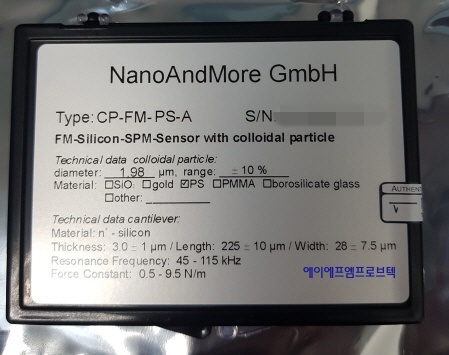 NanoAndMore GmbH
Type: CP-FM-PS-A S/N
FM-Silicon-SPM-Sensor with colloidal particle
Technical data colloidal particle:
diameter: 1,98 µm, range: ± 10 %
Material: ☐SiO₂ ☐gold ☑PS ☐PMMA ☐borosilicate glass
☐other:
AUTHENT
Technical data cantilever:
Material: n⁺ - silicon
Thickness: 3.0 ± 1 µm / Length: 225 ± 10 µm / Width: 28 ± 7.5 µm
Resonance Frequency: 45 - 115 kHz
Force Constant: 0.5 - 9.5 N/m
에이에프엠프로브텍